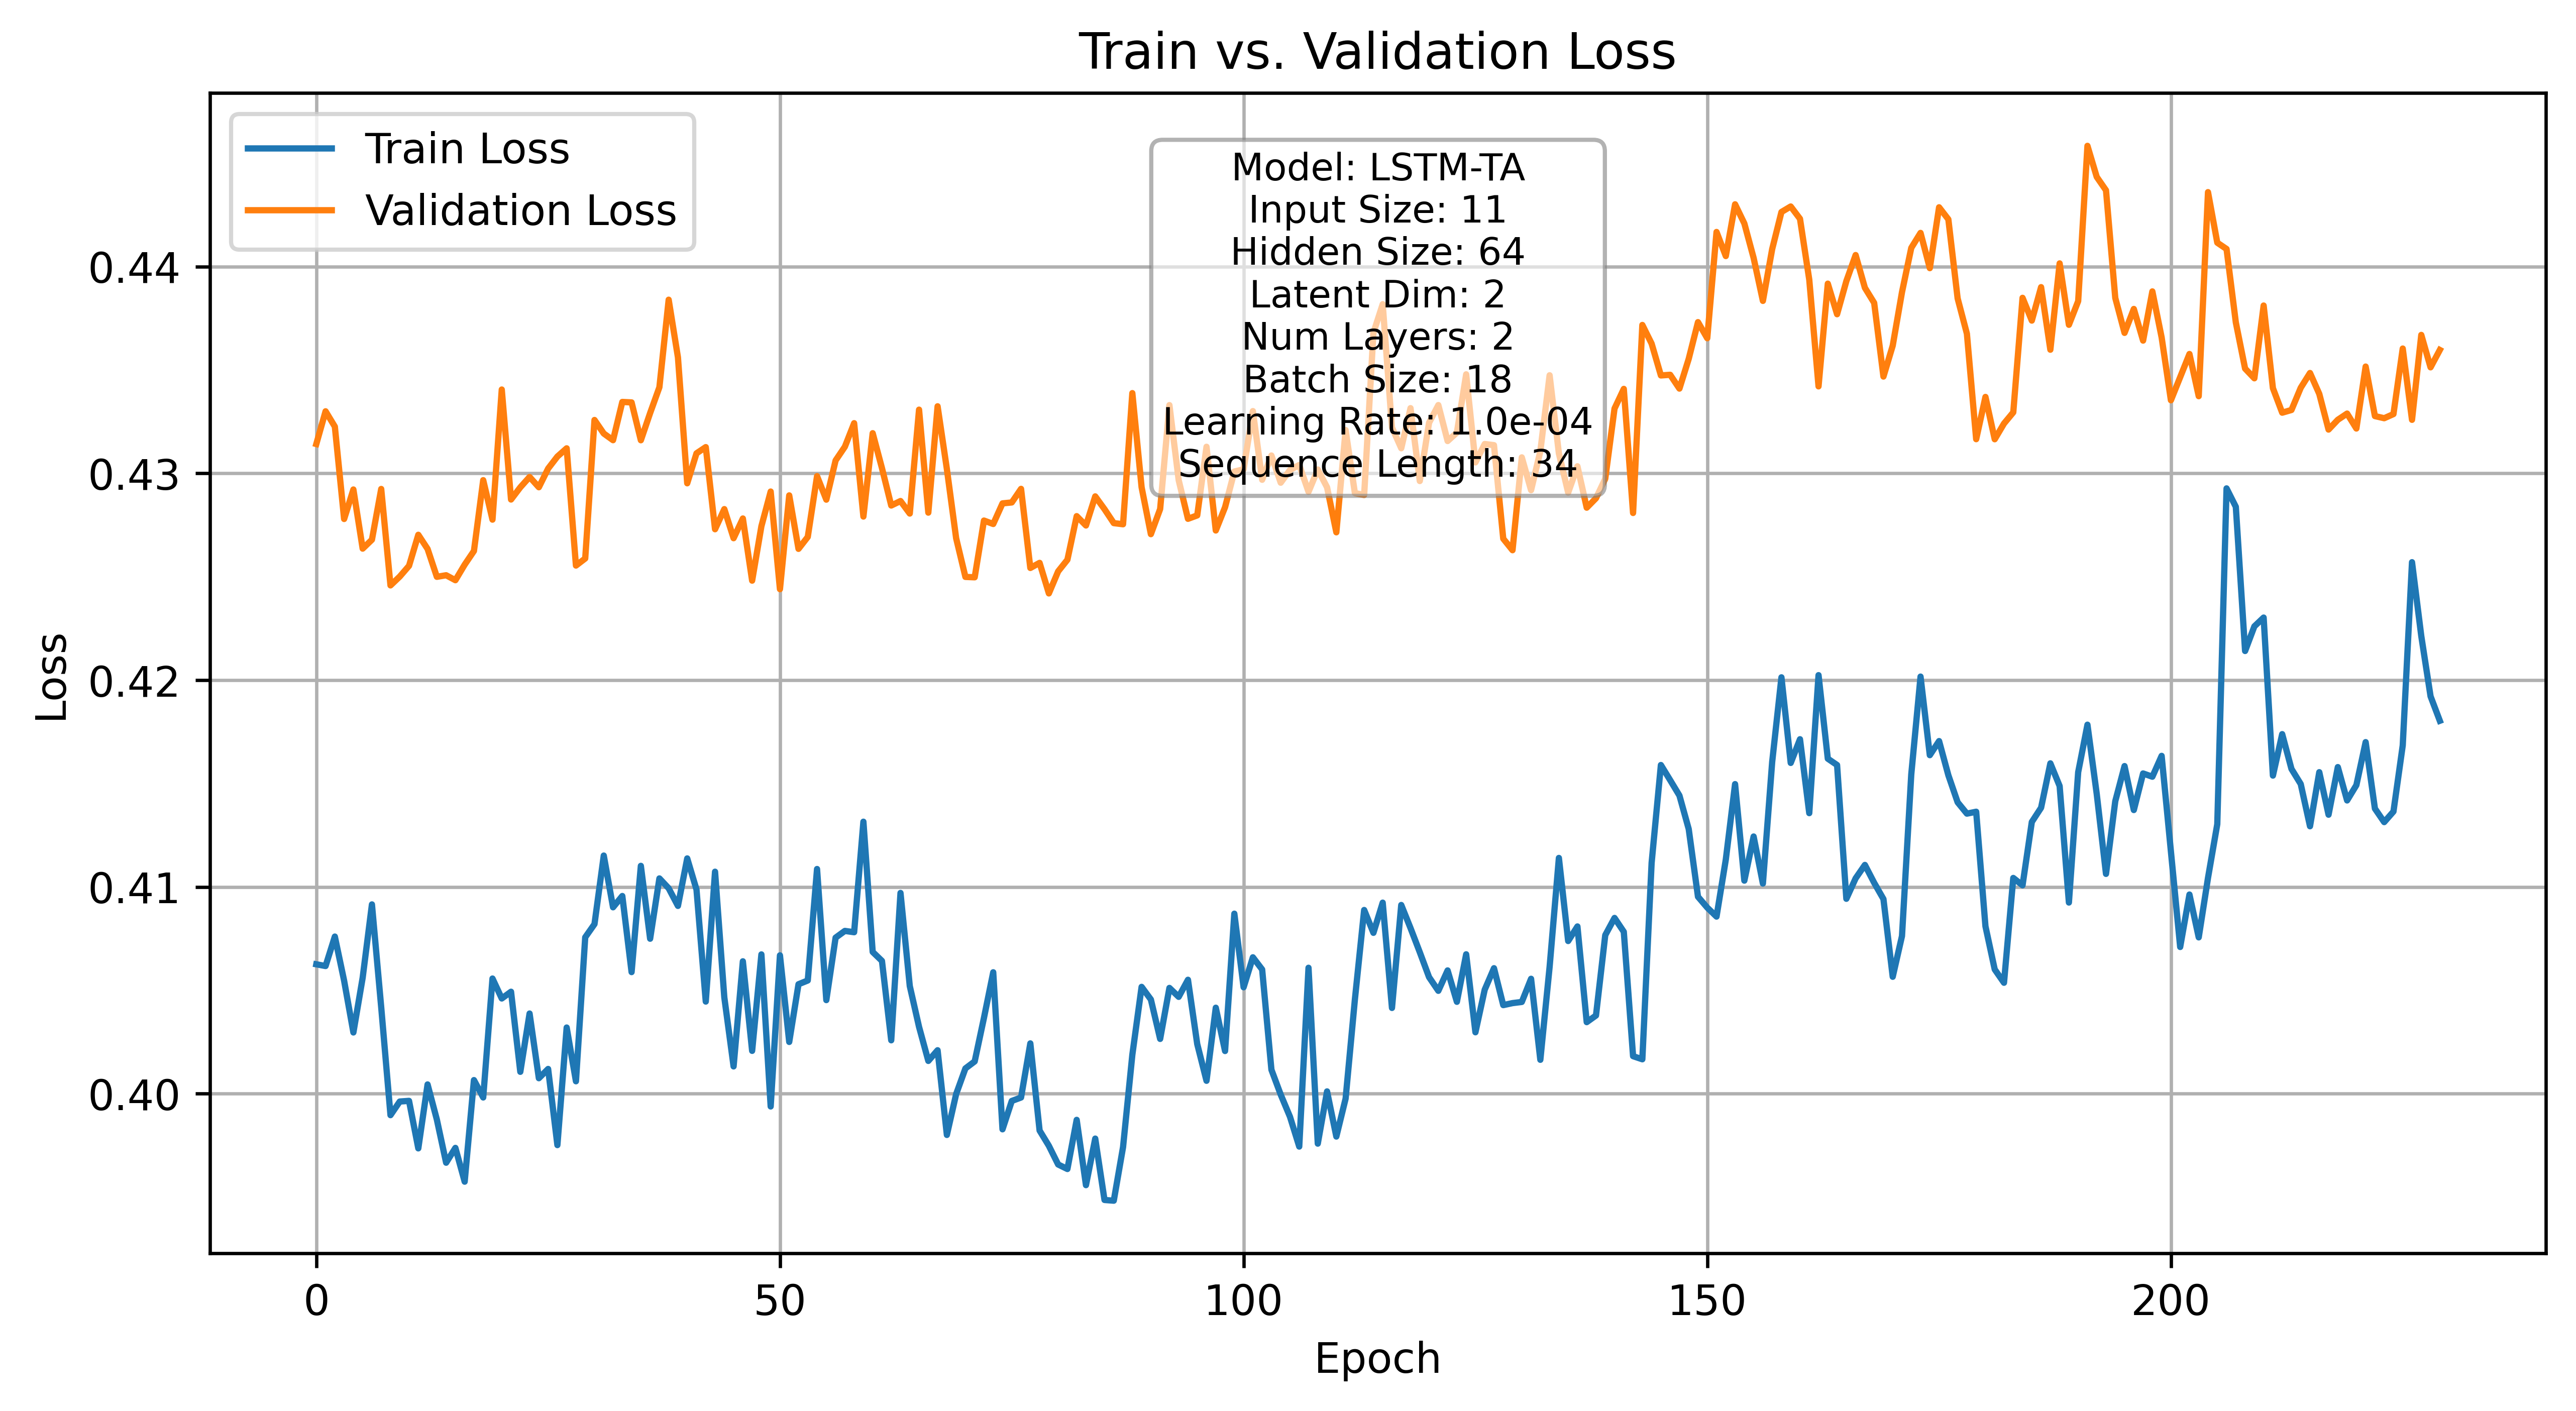 Train vs. Validation Loss
Train Loss
Validation Loss
Model: LSTM-TA
Input Size: 11
Hidden Size: 64
Latent Dim: 2
Num Layers: 2
Batch Size: 18
Learning Rate: 1.0e-04
Sequence Length: 34
Loss
0.44
0.43
0.42
0.41
0.40
0 50 100 150 200
Epoch